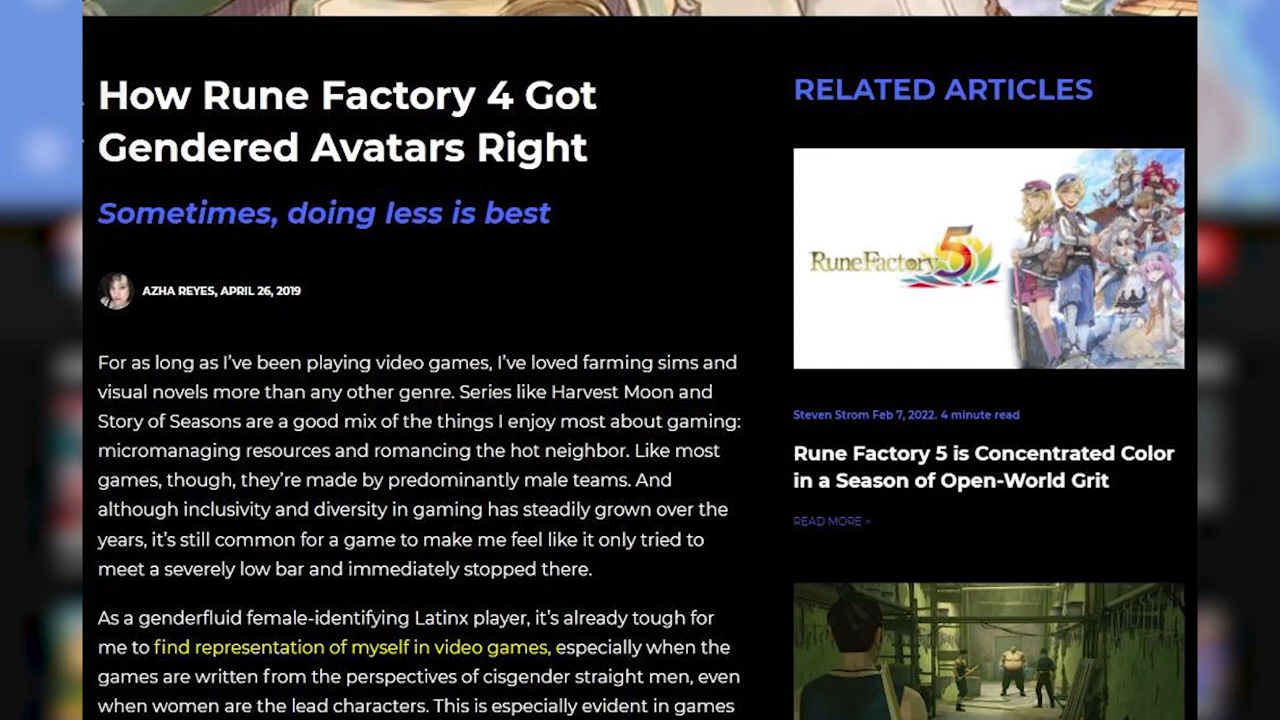 How Rune Factory 4 Got
Gendered Avatars Right
Sometimes, doing less is best
AZHA REYES, APRIL 26, 2019
For as long as I've been playing video games, I've loved farming sims and
visual novels more than any other genre. Series like Harvest Moon and
Story of Seasons are a good mix of the things I enjoy most about gaming:
micromanaging resources and romancing the hot neighbor. Like most
games, though, they're made by predominantly male teams. And
although inclusivity and diversity in gaming has steadily grown over the
years, it's still common for a game to make me feel like it only tried to
meet a severely low bar and immediately stopped there.
As a genderfluid female-identifying Latinx player, it's already tough for
me to find representation of myself in video games, especially when the
games are written from the perspectives of cisgender straight men, even
when women are the lead characters. This is especially evident in games
RELATED ARTICLES
Rune Factory 5
Steven Strom Feb 7, 2022. 4 minute read
Rune Factory 5 is Concentrated Color
in a Season of Open-World Grit
READ MORE >